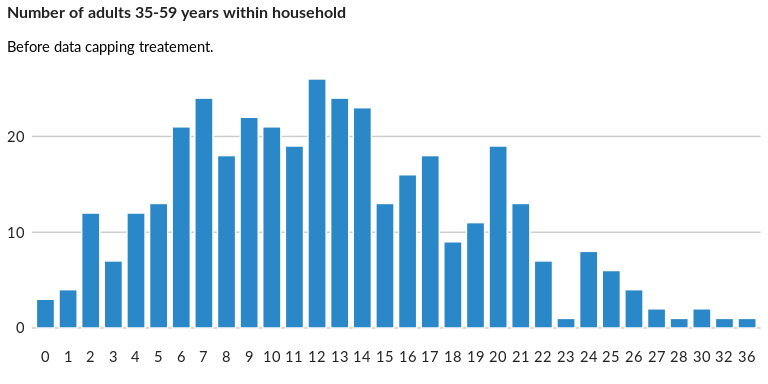 Number of adults 35-59 years within household
Before data capping treatement.
20
10
0
0 1 2 3 4 5 6 7 8 9 10 11 12 13 14 15 16 17 18 19 20 21 22 23 24 25 26 27 28 30 32 36